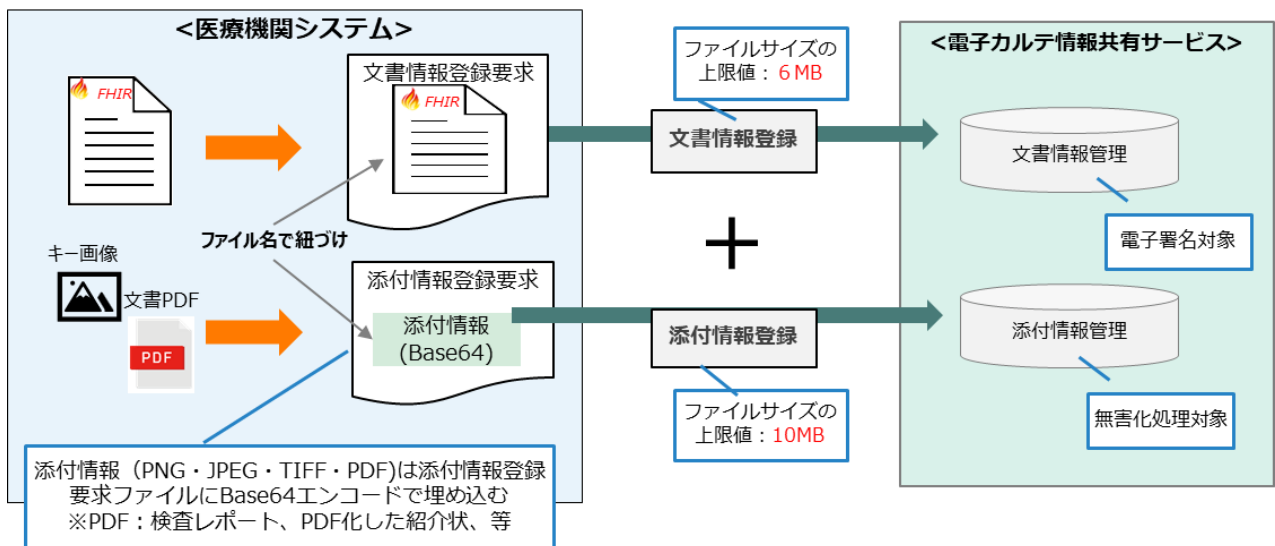 <医療機関システム>
FHIR
文書情報登録要求
FHIR
ファイル名で紐づけ
キー画像
文書PDF
PDF
添付情報登録要求
添付情報
(Base64)
添付情報（PNG・JPEG・TIFF・PDF)は添付情報登録
要求ファイルにBase64エンコードで埋め込む
※PDF：検査レポート、PDF化した紹介状、等
ファイルサイズの
上限値：６MB
文書情報登録
＋
添付情報登録
ファイルサイズの
上限値：10MB
<電子カルテ情報共有サービス>
文書情報管理
電子署名対象
添付情報管理
無害化処理対象